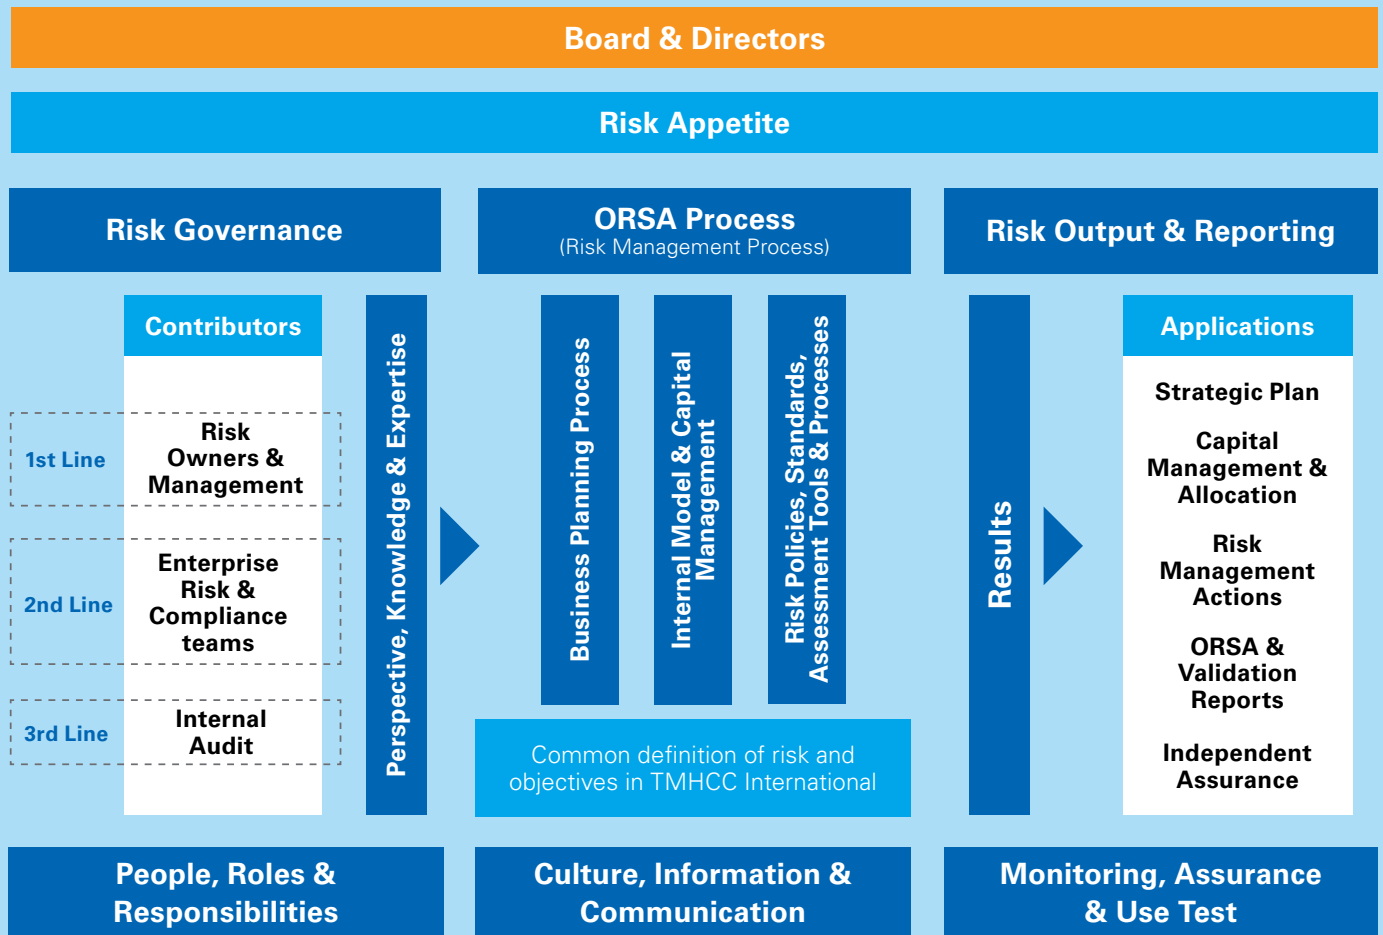 Board & Directors
Risk Appetite
Risk Governance
Contributors
1st Line
Risk
Owners &
Management
2nd Line
Enterprise
Risk &
Compliance
teams
3rd Line
Internal
Audit
Perspective, Knowledge & Expertise
People, Roles &
Responsibilities
ORSA Process
(Risk Management Process)
Business Planning Process
Internal Model & Capital
Management
Risk Policies, Standards,
Assessment Tools & Processes
Common definition of risk and
objectives in TMHCC International
Culture, Information &
Communication
Risk Output & Reporting
Results
Applications
Strategic Plan
Capital
Management &
Allocation
Risk
Management
Actions
ORSA &
Validation
Reports
Independent
Assurance
Monitoring, Assurance
& Use Test